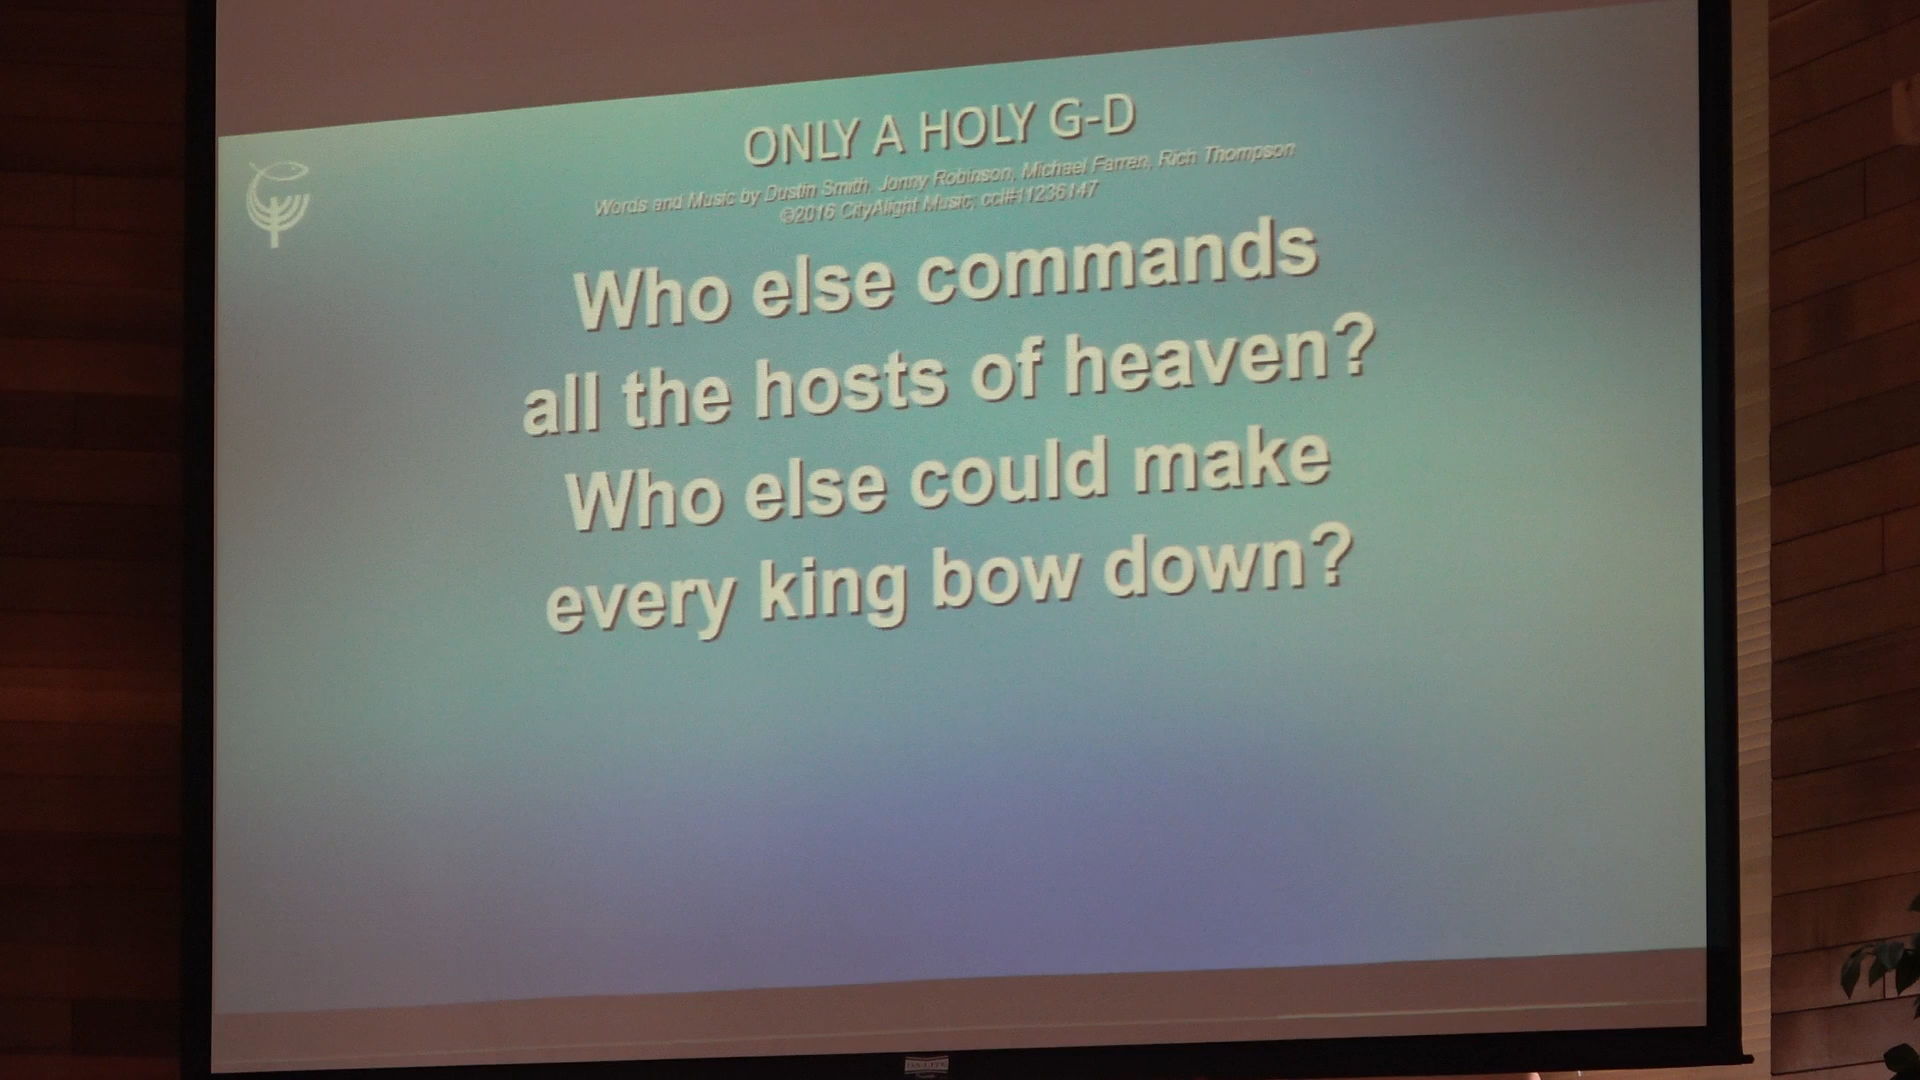 ONLY A HOLY G-D
Words and Music by Dustin Smith, Jonny Robinson, Michael Farren, Rich Thompson
©2016 CityAlight Music; ccli#11236147
Who else commands
all the hosts of heaven?
Who else could make
every king bow down?